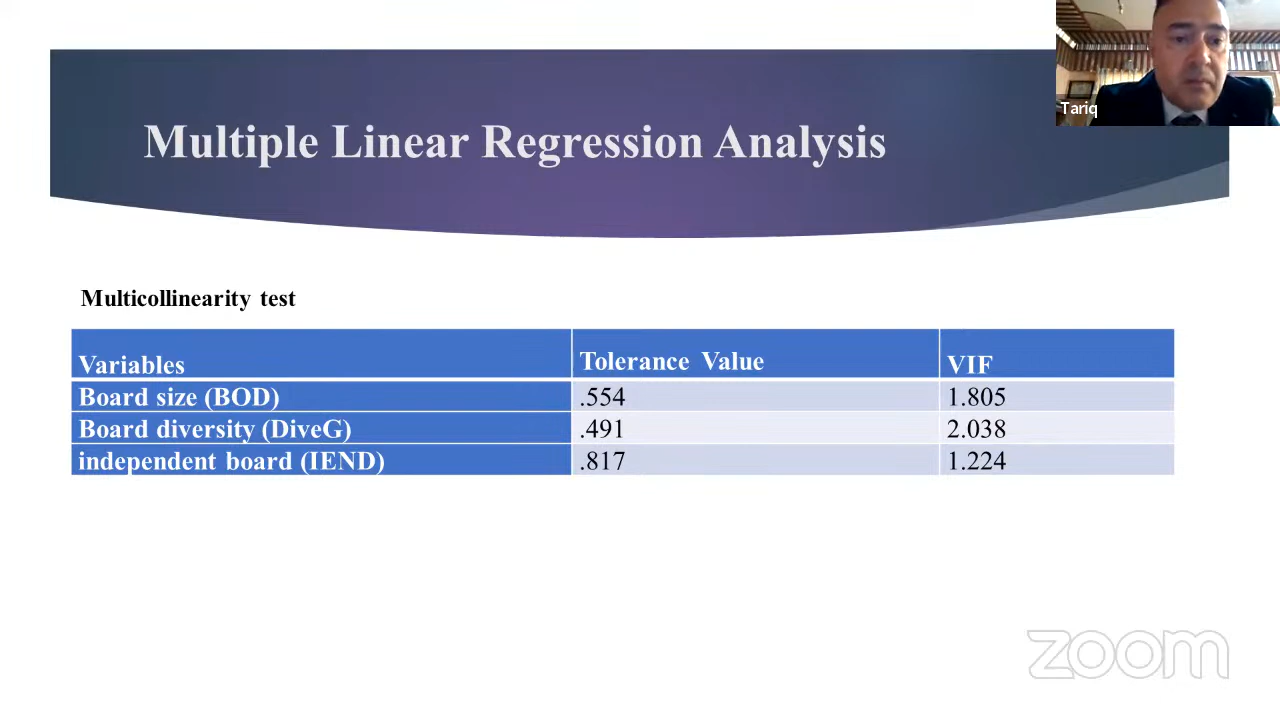 Tariq
Multiple Linear Regression Analysis
Multicollinearity test
Variables Tolerance Value VIF
Board size (BOD) .554 1.805
Board diversity (DiveG) .491 2.038
independent board (IEND) .817 1.224
zoom